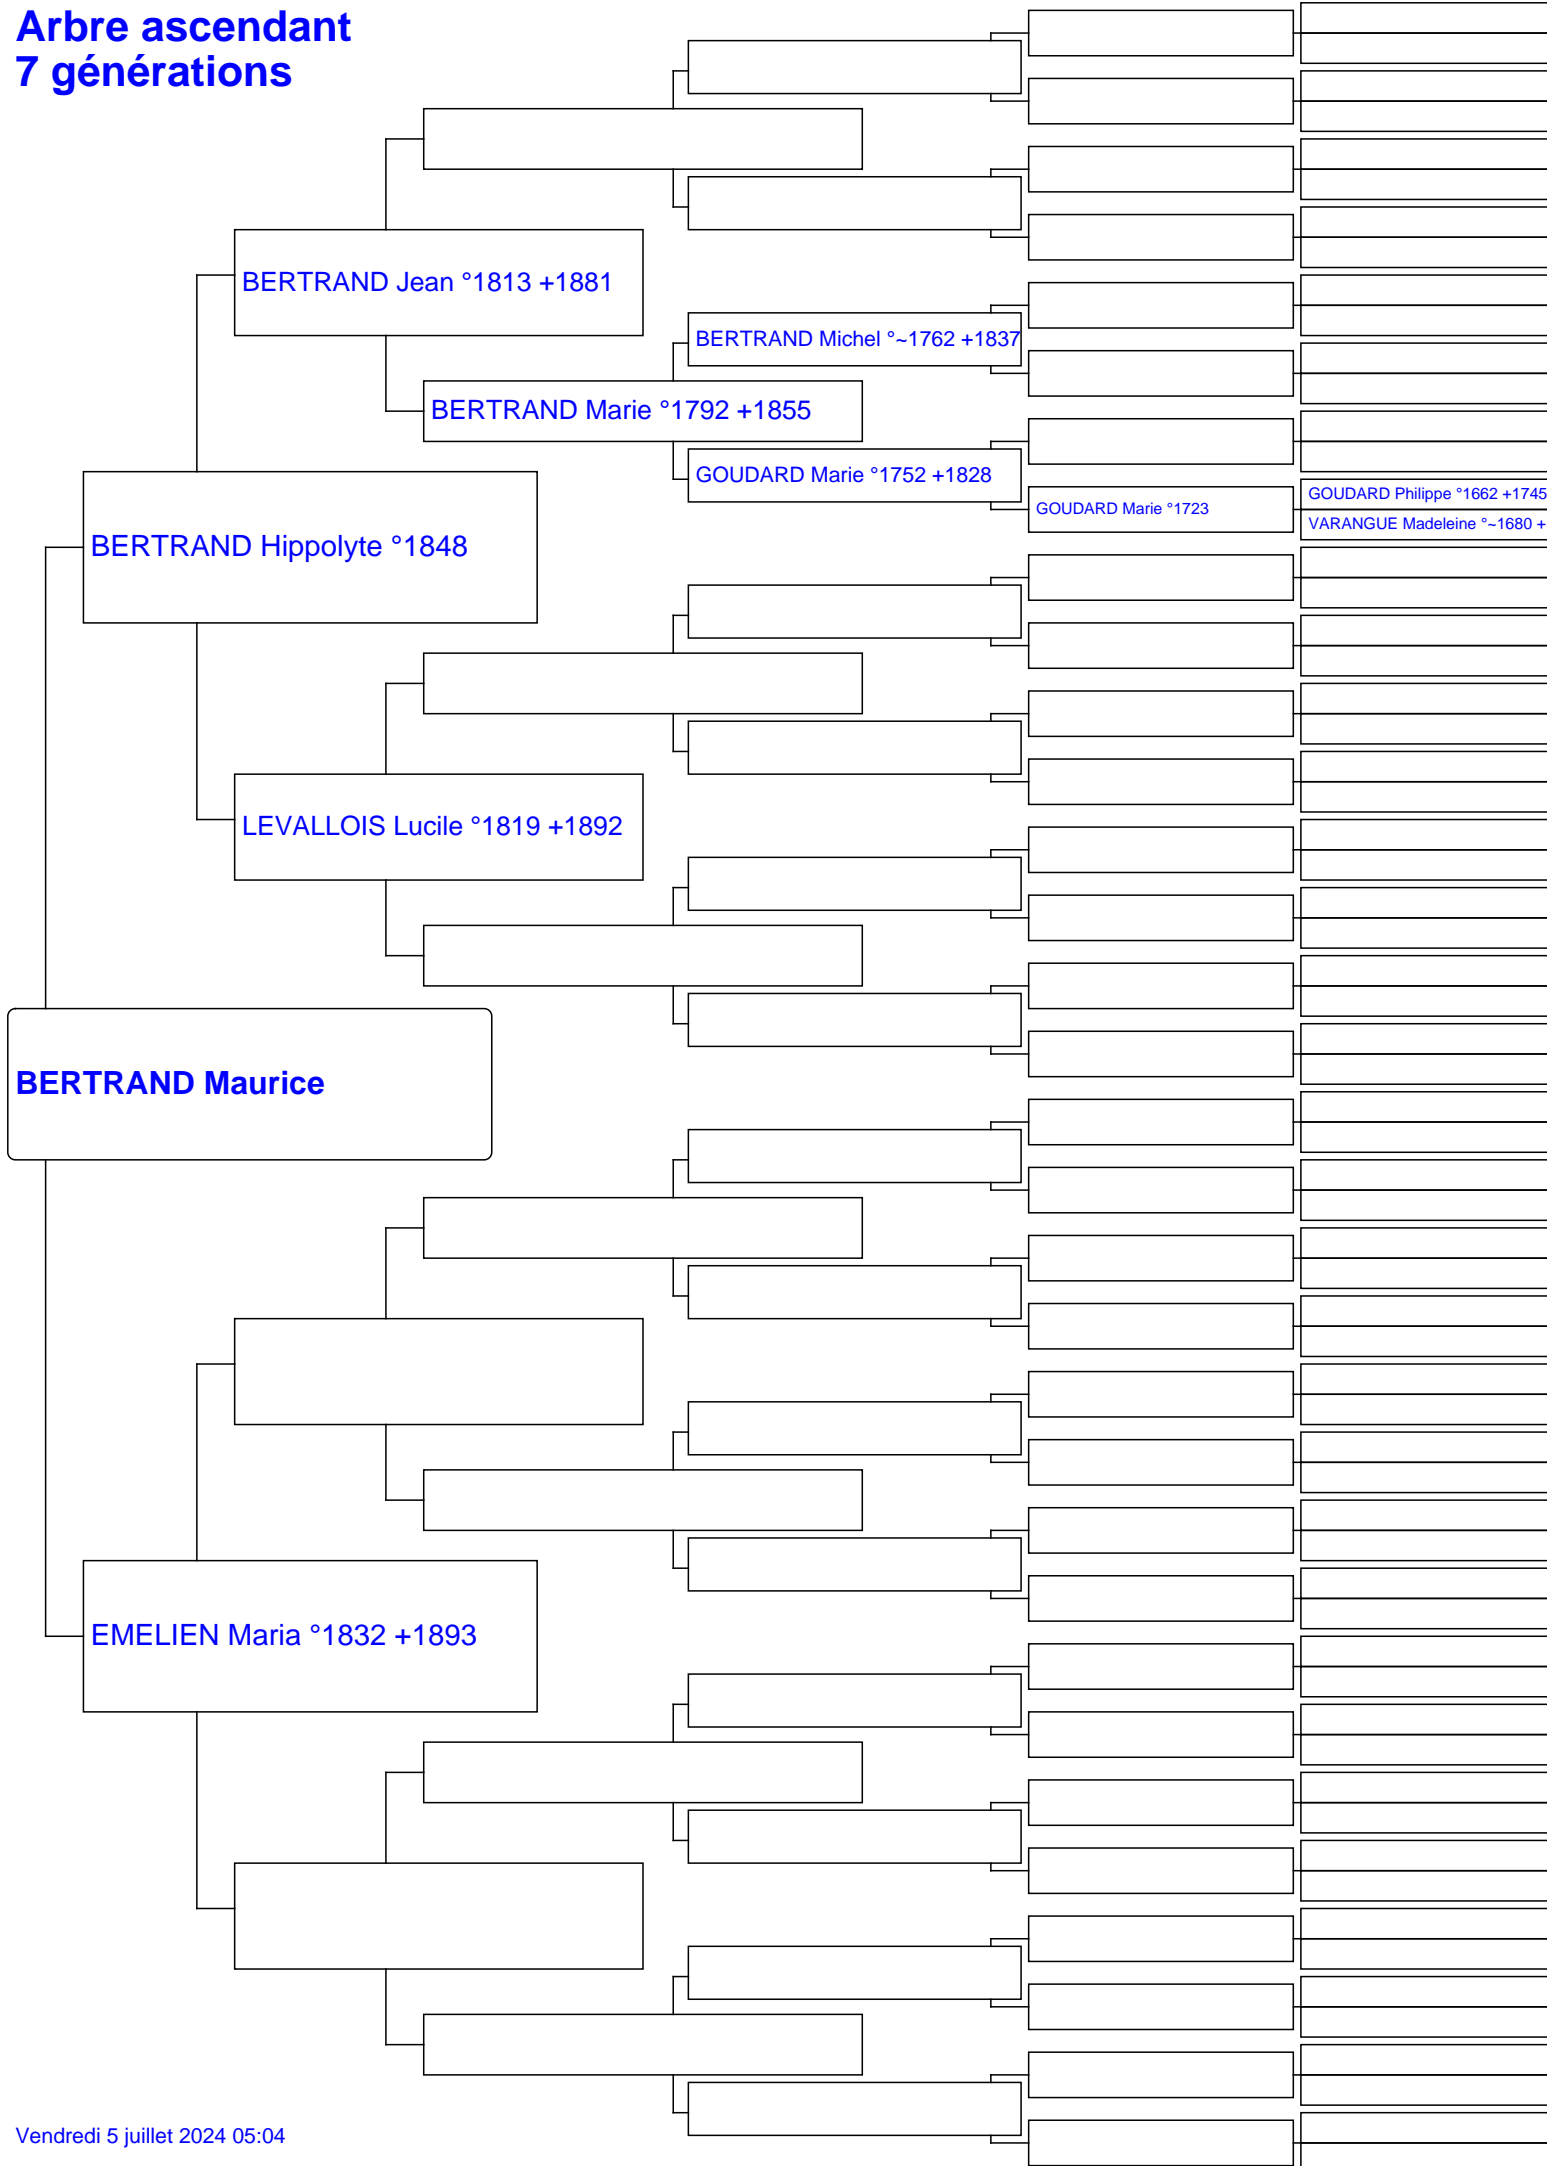 Arbre ascendant
7 générations
BERTRAND Jean °1813 +1881
BERTRAND Michel °~1762 +1837
BERTRAND Marie °1792 +1855
GOUDARD Marie °1752 +1828
GOUDARD Philippe °1662 +1745
GOUDARD Marie °1723
VARANGUE Madeleine °~1680 +
BERTRAND Hippolyte °1848
LEVALLOIS Lucile °1819 +1892
BERTRAND Maurice
EMELIEN Maria °1832 +1893
Vendredi 5 juillet 2024 05:04